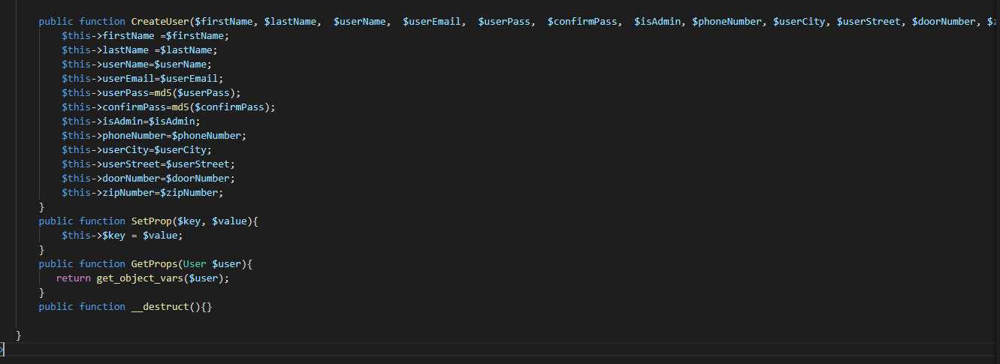 public function CreateUser($firstName, $lastName,  $userName,  $userEmail,  $userPass,  $confirmPass,  $isAdmin, $phoneNumber, $userCity, $userStreet, $doorNumber,
$this->firstName =$firstName;
$this->lastName =$lastName;
$this->userName=$userName;
$this->userEmail=$userEmail;
$this->userPass=md5($userPass);
$this->confirmPass=md5($confirmPass);
$this->isAdmin=$isAdmin;
$this->phoneNumber=$phoneNumber;
$this->userCity=$userCity;
$this->userStreet=$userStreet;
$this->doorNumber=$doorNumber;
$this->zipNumber=$zipNumber;
}
public function SetProp($key, $value){
$this->$key = $value;
}
public function GetProps(User $user){
return get_object_vars($user);
}
public function __destruct(){}
}